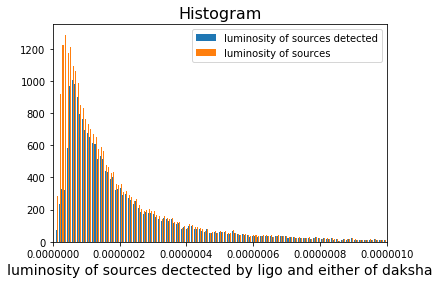 Histogram
luminosity of sources detected
luminosity of sources
1200
1000
800
600
400
200
0
0.0000000 0.0000002 0.0000004 0.0000006 0.0000008 0.0000010
luminosity of sources dectected by ligo and either of daksha